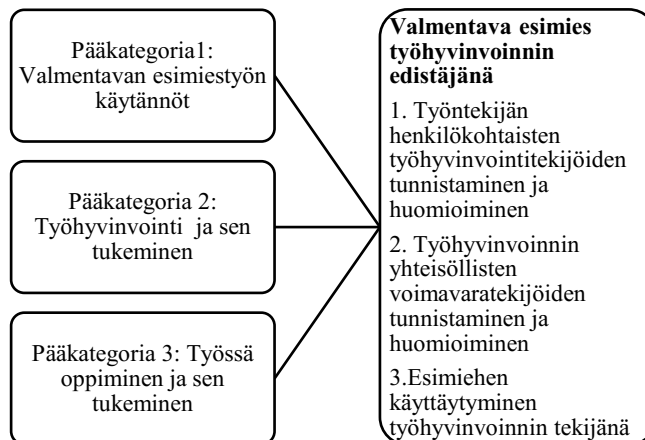 Pääkategoria1:
Valmentavan esimiestyön
käytännöt
Pääkategoria 2:
Työhyvinvointi ja sen
tukeminen
Pääkategoria 3: Työssä
oppiminen ja sen
tukeminen
Valmentava esimies
työhyvinvoinnin
edistäjänä
1. Työntekijän
henkilökohtaisten
työhyvinvointitekijöiden
tunnistaminen ja
huomioiminen
2. Työhyvinvoinnin
yhteisöllisten
voimavaratekijöiden
tunnistaminen ja
huomioiminen
3.Esimiehen
käyttäytyminen
työhyvinvoinnin tekijänä